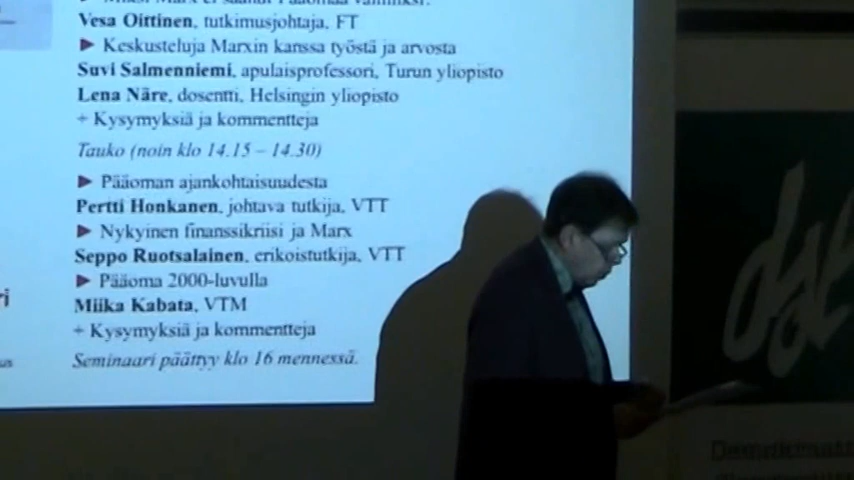 Vesa Oittinen, tutkimusjohtaja, FT
► Keskusteluja Marxin kanssa työstä ja arvosta
Suvi Salmenniemi, apulaisprofessori, Turun yliopisto
Lena Näre, dosentti, Helsingin yliopisto
+ Kysymyksiä ja kommentteja
Tauko (noin klo 14.15 – 14.30)
► Pääoman ajankohtaisuudesta
Pertti Honkanen, johtava tutkija, VTT
► Nykyinen finanssikriisi ja Marx
Seppo Ruotsalainen, erikoistutkija, VTT
► Pääoma 2000-luvulla
Miika Kabata, VTM
+ Kysymyksiä ja kommentteja
Seminaari päättyy klo 16 mennessä.